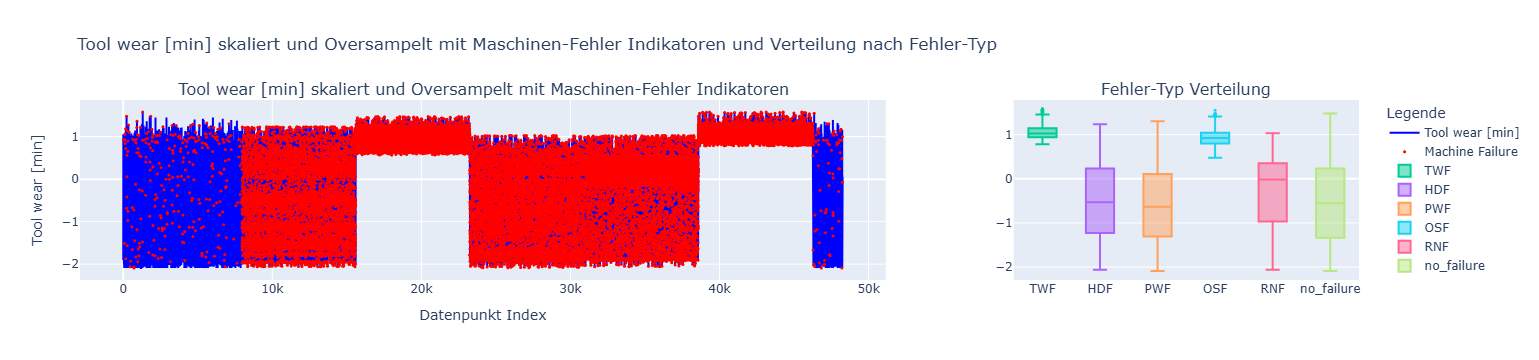 Tool wear [min] skaliert und Oversampelt mit Maschinen-Fehler Indikatoren und Verteilung nach Fehler-Typ
Tool wear [min] skaliert und Oversampelt mit Maschinen-Fehler Indikatoren
Tool wear [min]
1
0
−1
−2
0
10k
20k
30k
40k
50k
Datenpunkt Index
Fehler-Typ Verteilung
1
0
−1
−2
TWF
HDF
PWF
OSF
RNF
no_failure
Legende
Tool wear [min]
Machine Failure
TWF
HDF
PWF
OSF
RNF
no_failure